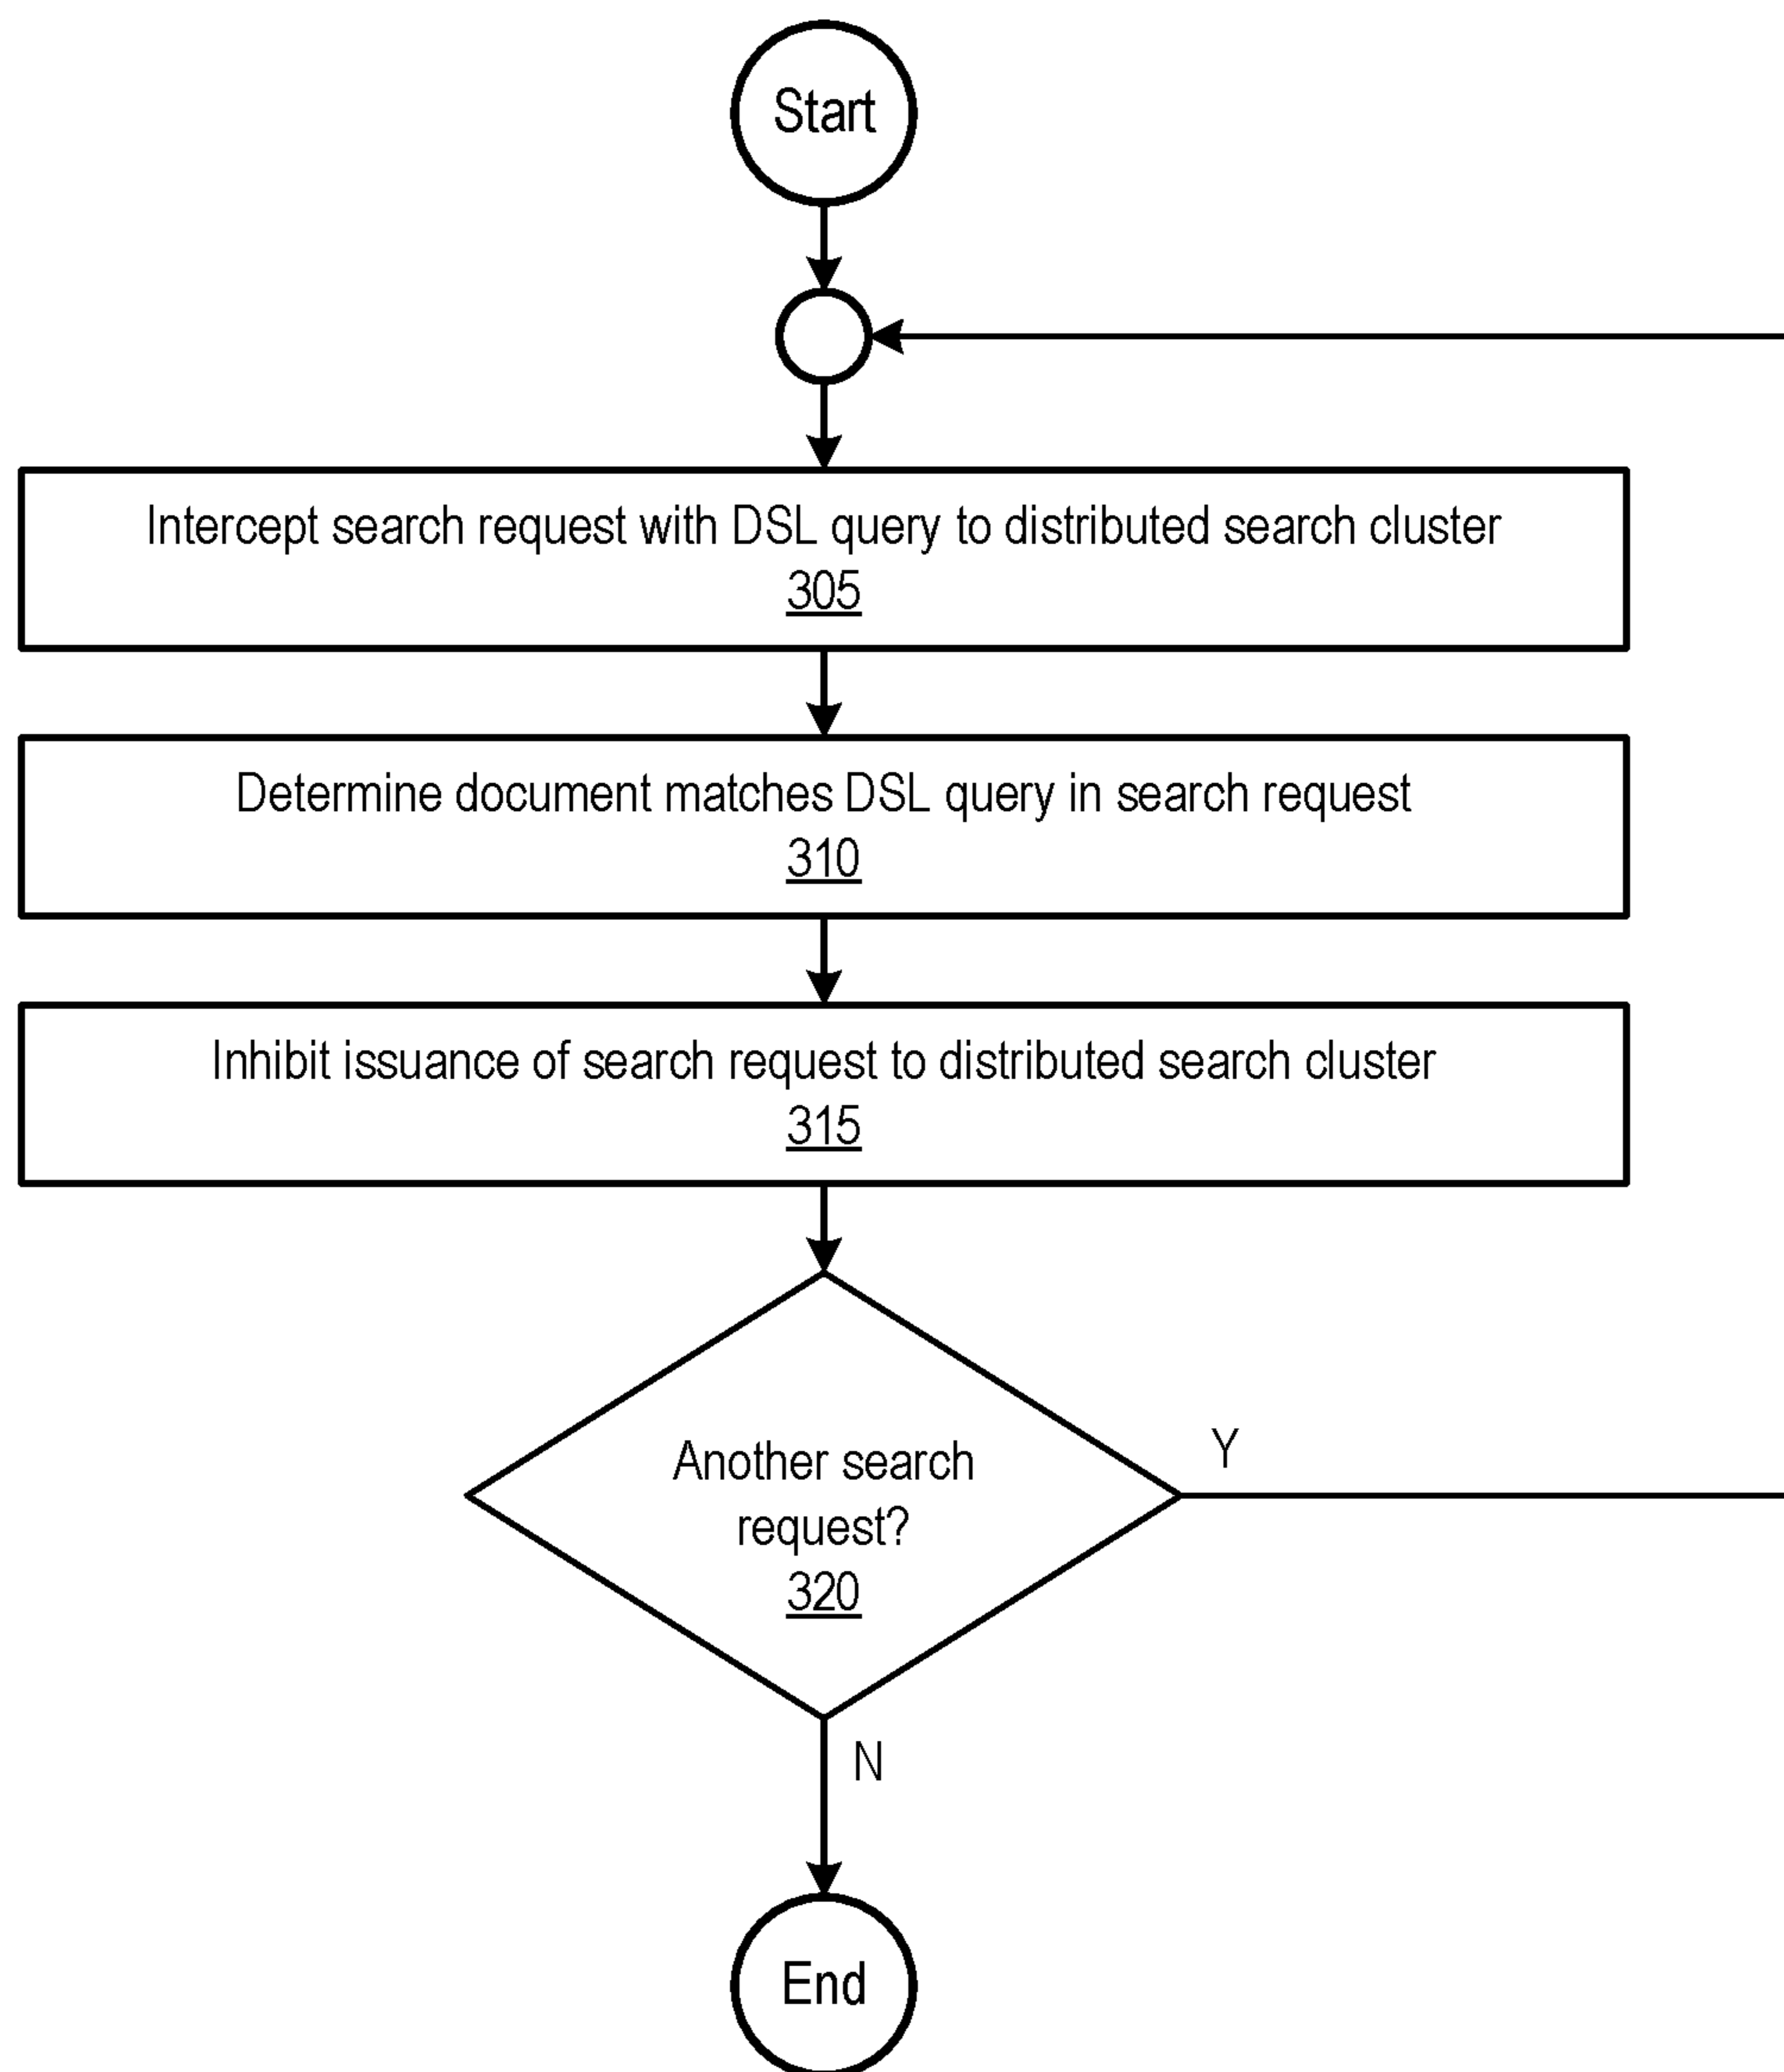 Start
Intercept search request with DSL query to distributed search cluster
305
Determine document matches DSL query in search request
310
Inhibit issuance of search request to distributed search cluster
315
Another search
request?
320
Y
N
End